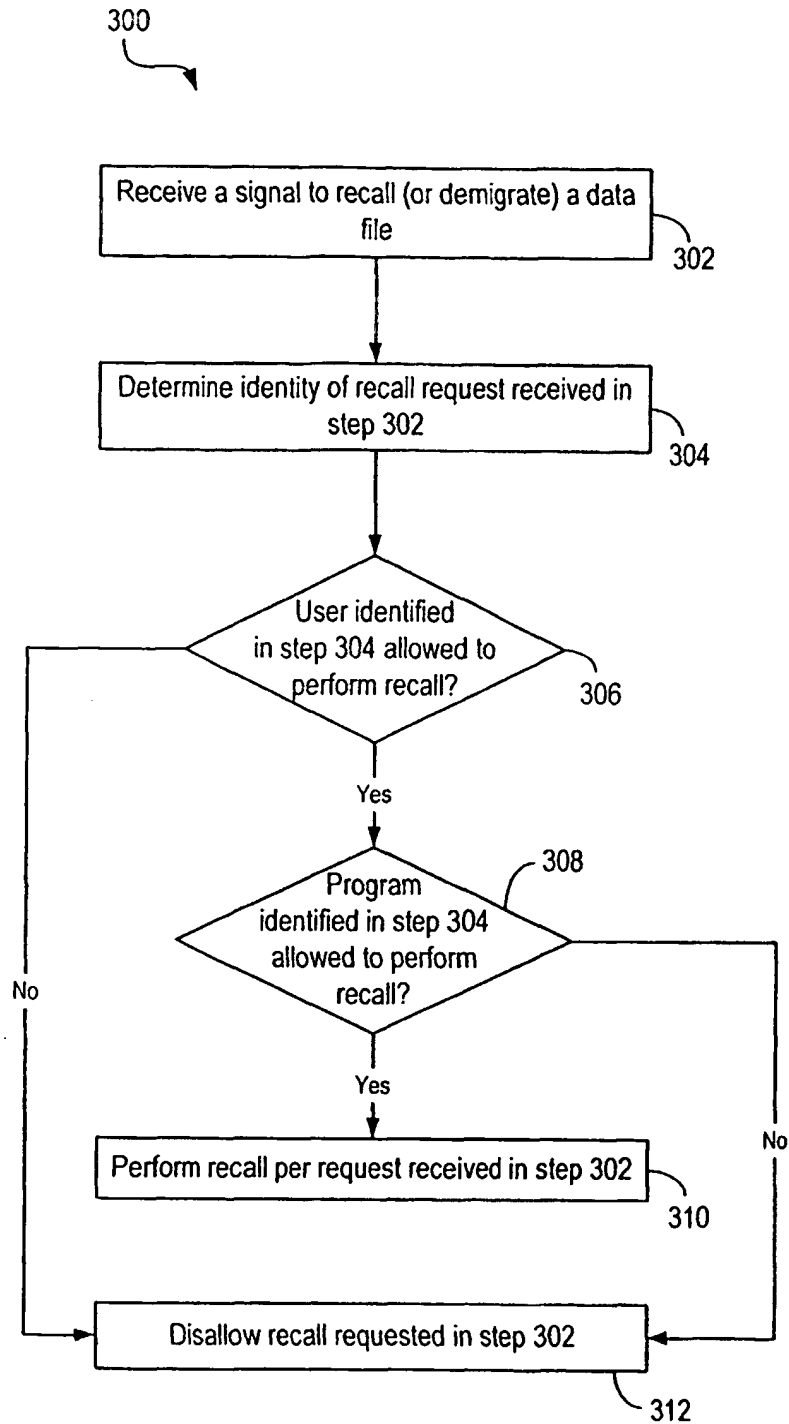 300
Receive a signal to recall (or demigrate) a data
file
302
Determine identity of recall request received in
step 302
304
User identified
in step 304 allowed to
perform recall?
306
Yes
308
Program
identified in step 304
allowed to perform
recall?
No
Yes
No
Perform recall per request received in step 302
310
Disallow recall requested in step 302
312